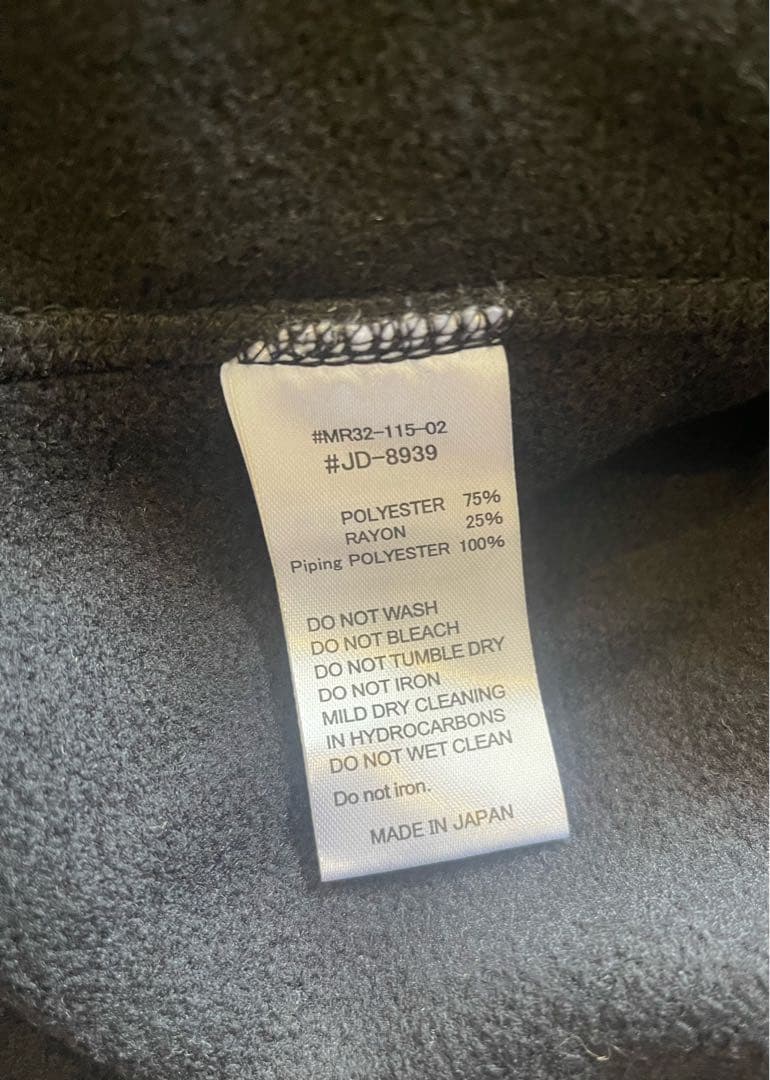 #MR32-115-02
#JD-8939
POLYESTER 75%
RAYON 25%
Piping POLYESTER 100%
DO NOT WASH
DO NOT BLEACH
DO NOT TUMBLE DRY
DO NOT IRON
MILD DRY CLEANING
IN HYDROCARBONS
DO NOT WET CLEAN
Do not iron.
MADE IN JAPAN